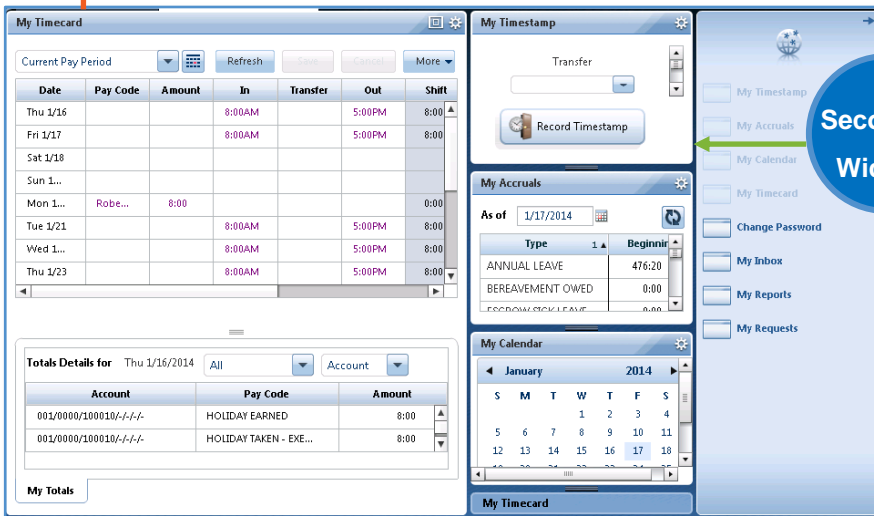 My Timecard
Current Pay Period Refresh Save Cancel More
Date Pay Code Amount In Transfer Out Shift
Thu 1/16 8:00AM 5:00PM 8:00
Fri 1/17 8:00AM 5:00PM 8:00
Sat 1/18
Sun 1...
Mon 1... Robe... 8:00 0:00
Tue 1/21 8:00AM 5:00PM 8:00
Wed 1... 8:00AM 5:00PM 8:00
Thu 1/23 8:00AM 5:00PM 8:00
Totals Details for Thu 1/16/2014 All Account
Account Pay Code Amount
001/0000/100010/-/-/-/- HOLIDAY EARNED 8:00
001/0000/100010/-/-/-/- HOLIDAY TAKEN - EXE... 8:00
My Totals
My Timestamp
Transfer
Record Timestamp
My Accruals
As of 1/17/2014
Type 1 Beginnin
ANNUAL LEAVE 476:20
BEREAVEMENT OWED 0:00
ESCROW SICK LEAVE 0:00
My Calendar
January 2014
S M T W T F S
1 2 3 4
5 6 7 8 9 10 11
12 13 14 15 16 17 18
My Timecard
My Timestamp
My Accruals
My Calendar
My Timecard
Change Password
My Inbox
My Reports
My Requests
Seco
Wid